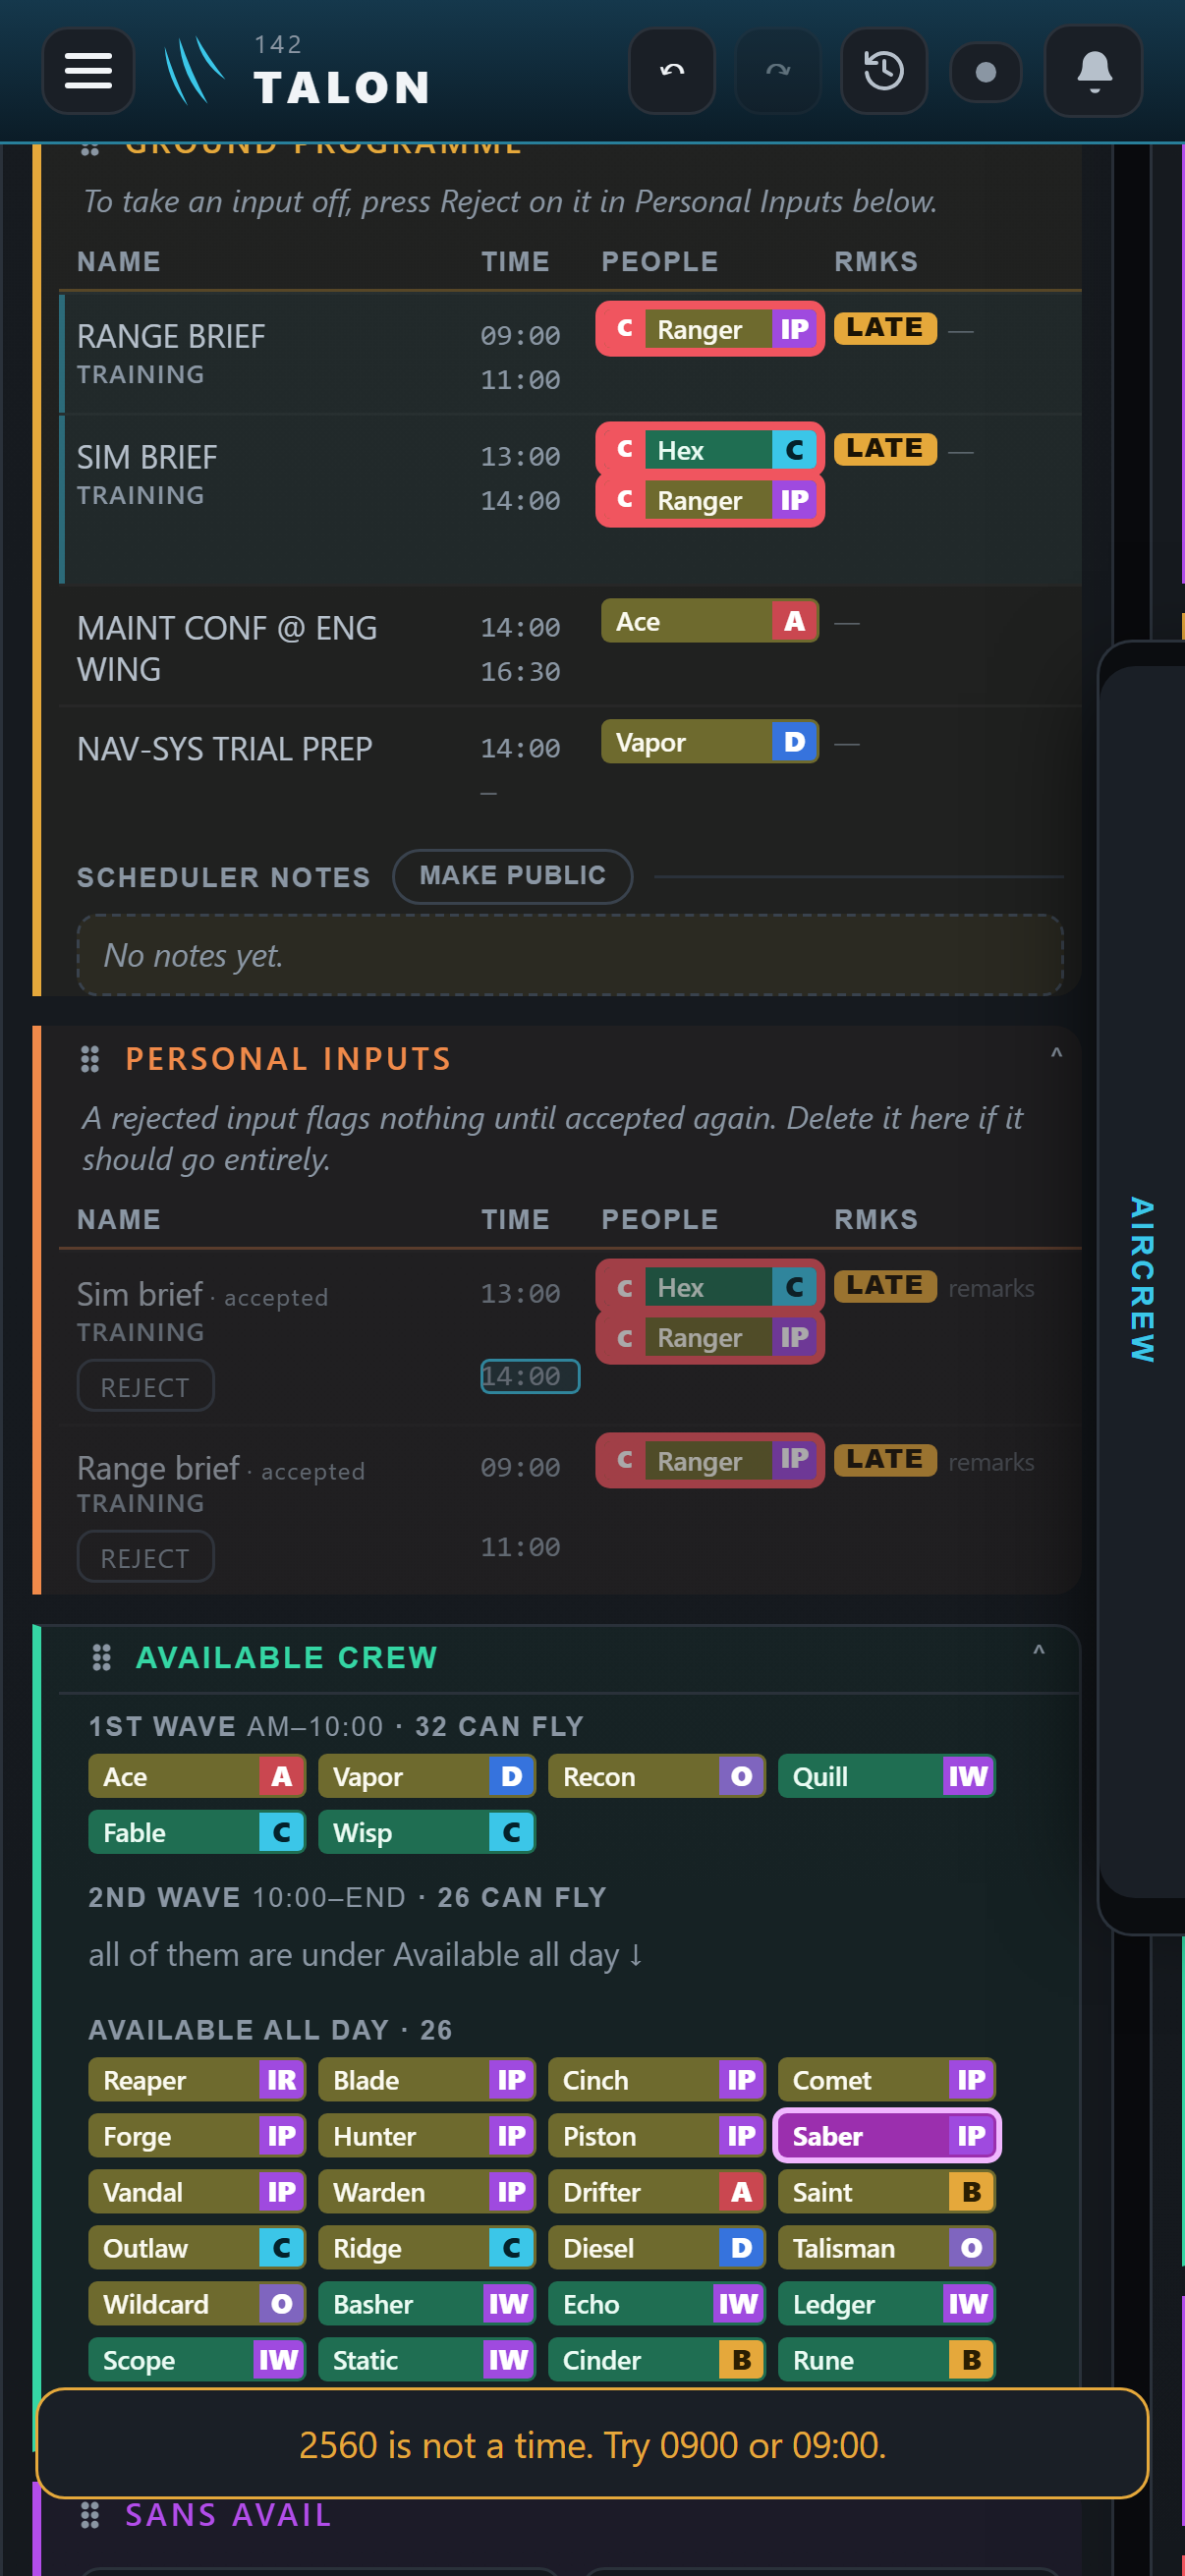 142
TALON
GROUND PROGRAMME
To take an input off, press Reject on it in Personal Inputs below.
NAME TIME PEOPLE RMKS
RANGE BRIEF 09:00 C Ranger IP LATE —
TRAINING 11:00
SIM BRIEF 13:00 C Hex C LATE —
TRAINING 14:00 C Ranger IP
MAINT CONF @ ENG 14:00 Ace A —
WING 16:30
NAV-SYS TRIAL PREP 14:00 Vapor D —
—
SCHEDULER NOTES MAKE PUBLIC
No notes yet.
PERSONAL INPUTS ^
A rejected input flags nothing until accepted again. Delete it here if it
should go entirely.
NAME TIME PEOPLE RMKS
Sim brief · accepted 13:00 C Hex C LATE remarks
TRAINING C Ranger IP
REJECT 14:00
Range brief · accepted 09:00 C Ranger IP LATE remarks
TRAINING
REJECT 11:00
AIRCREW
AVAILABLE CREW ^
1ST WAVE AM–10:00 · 32 CAN FLY
Ace A Vapor D Recon O Quill IW
Fable C Wisp C
2ND WAVE 10:00–END · 26 CAN FLY
all of them are under Available all day ↓
AVAILABLE ALL DAY · 26
Reaper IR Blade IP Cinch IP Comet IP
Forge IP Hunter IP Piston IP Saber IP
Vandal IP Warden IP Drifter A Saint B
Outlaw C Ridge C Diesel D Talisman O
Wildcard O Basher IW Echo IW Ledger IW
Scope IW Static IW Cinder B Rune B
2560 is not a time. Try 0900 or 09:00.
SANS AVAIL